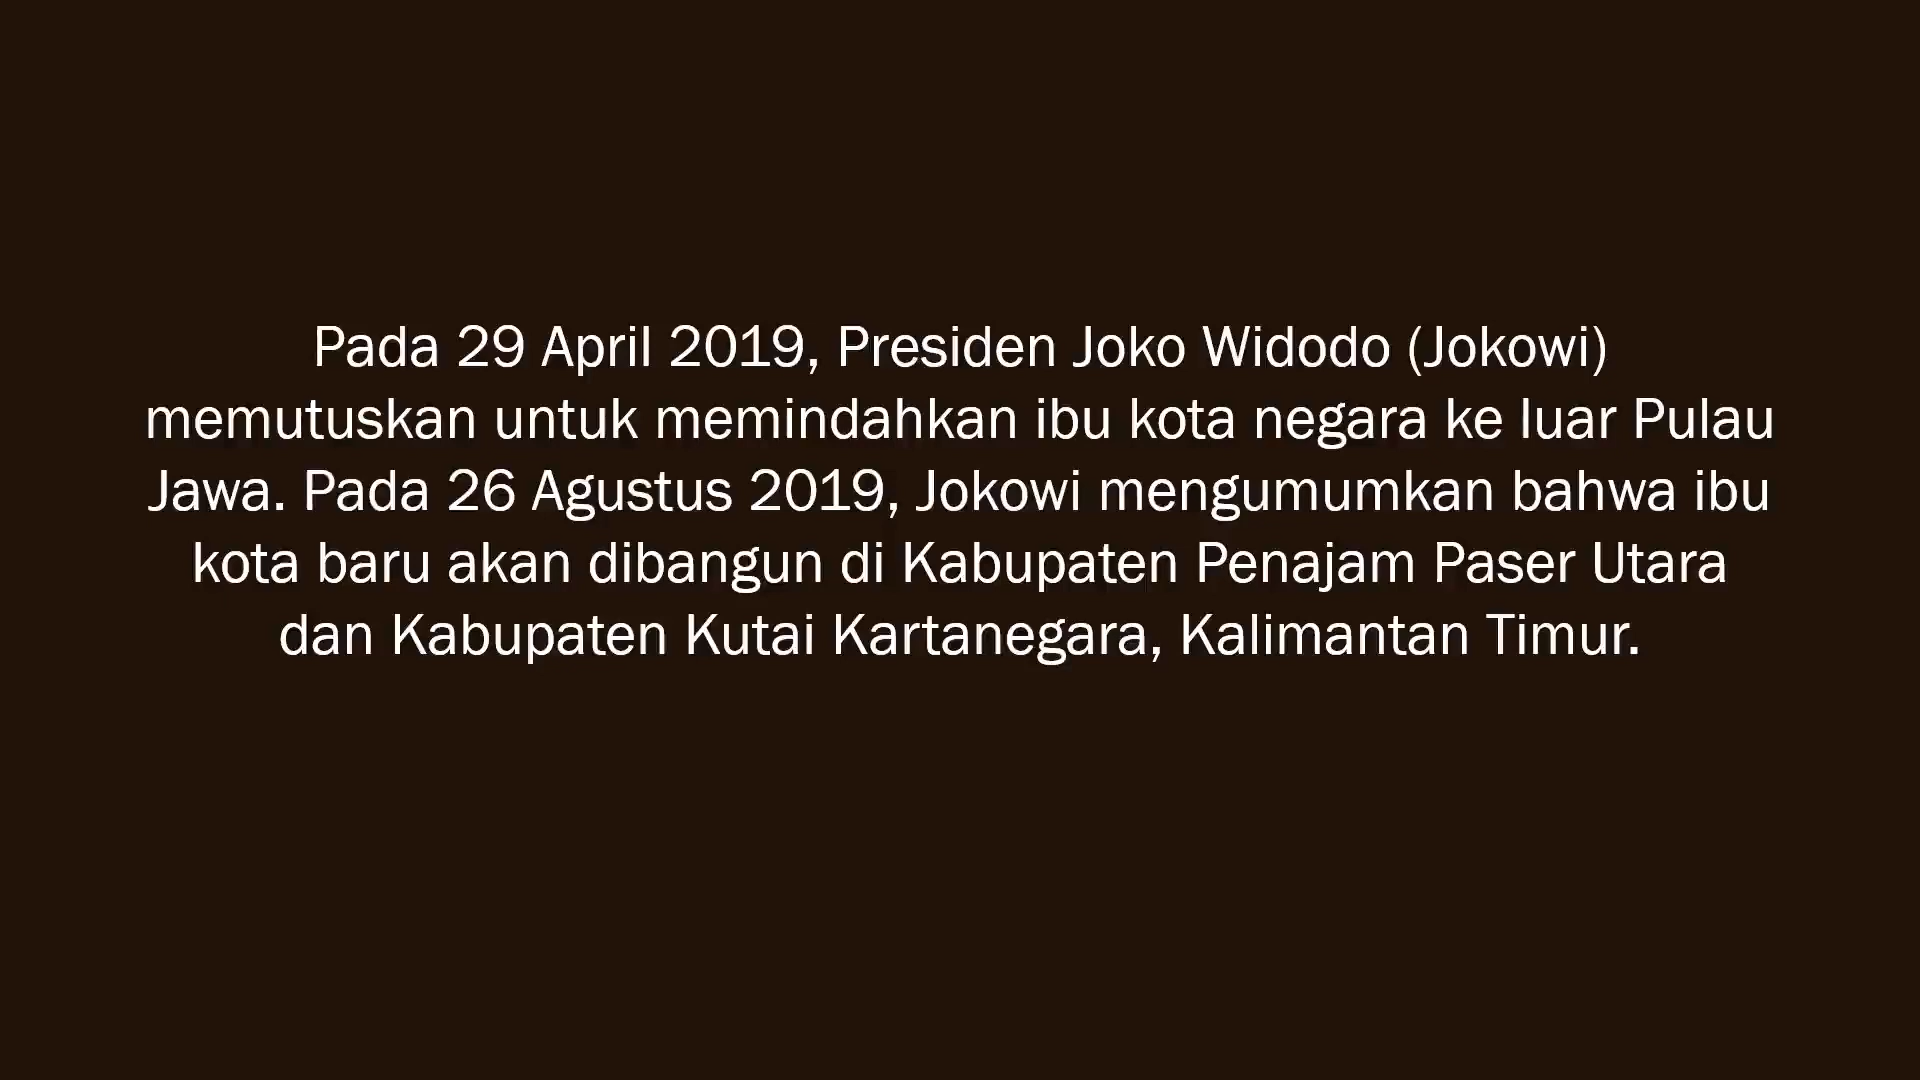 Pada 29 April 2019, Presiden Joko Widodo (Jokowi)
memutuskan untuk memindahkan ibu kota negara ke luar Pulau
Jawa. Pada 26 Agustus 2019, Jokowi mengumumkan bahwa ibu
kota baru akan dibangun di Kabupaten Penajam Paser Utara
dan Kabupaten Kutai Kartanegara, Kalimantan Timur.